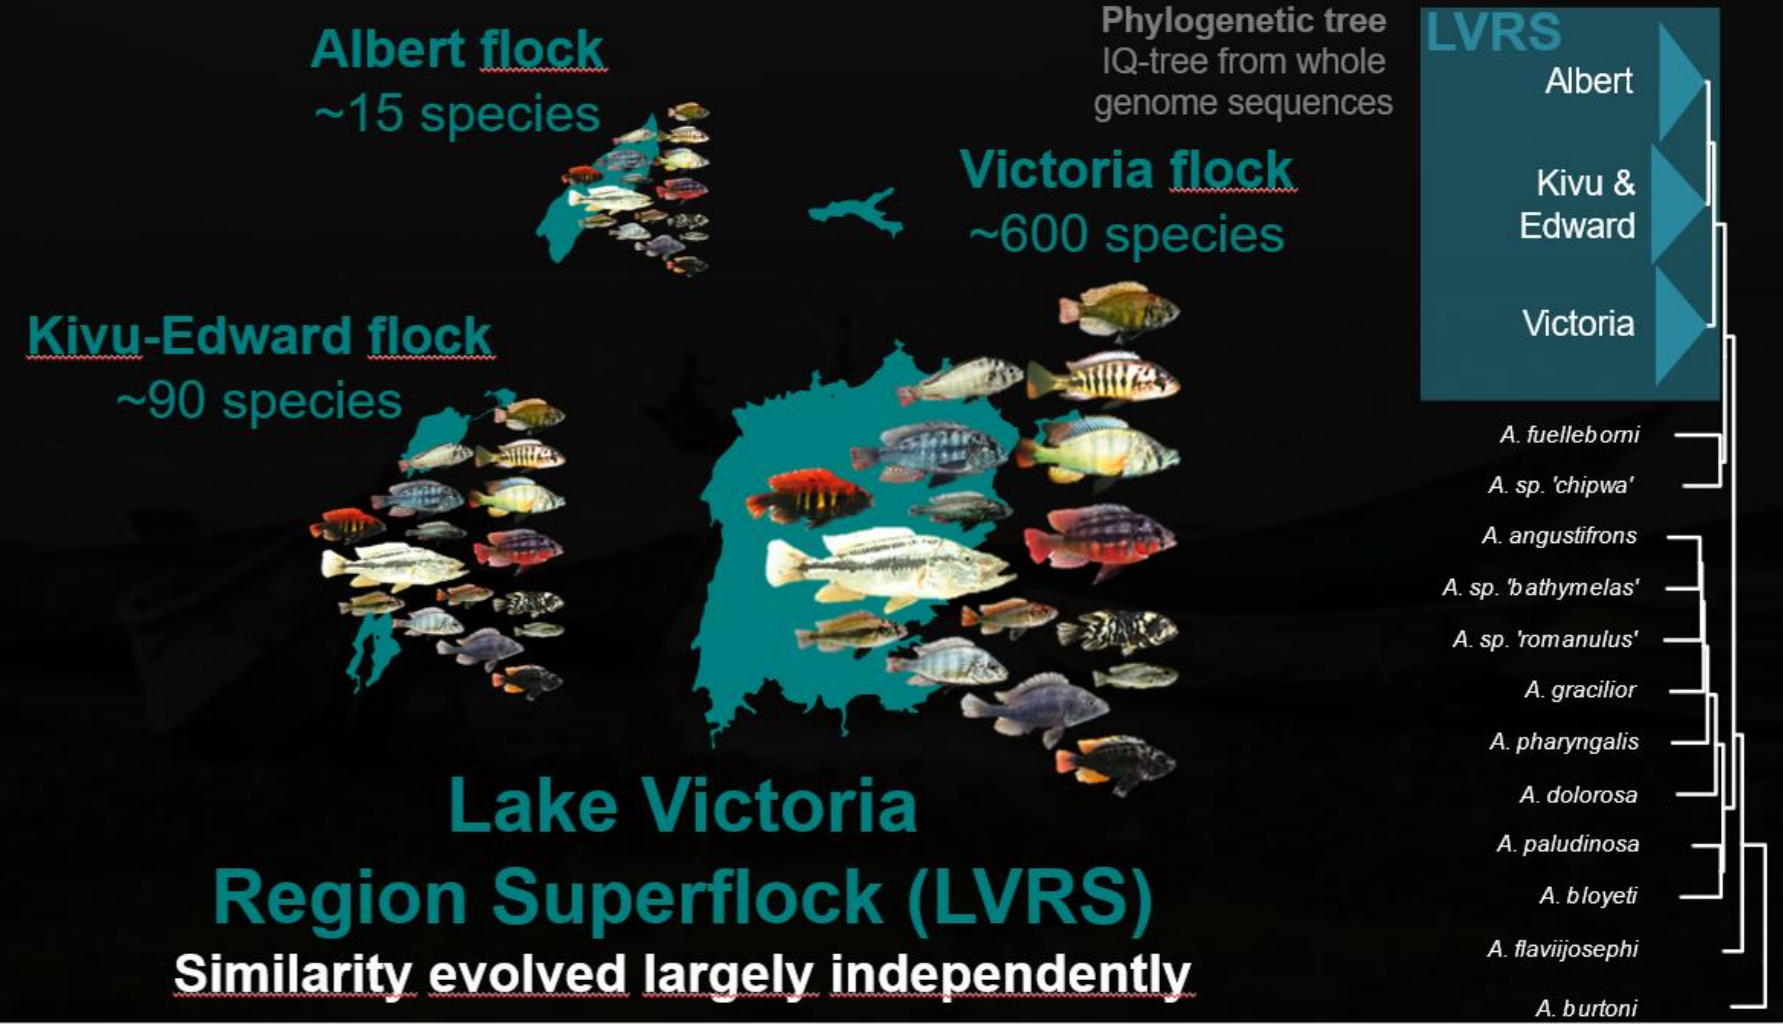 Albert flock
~15 species
Kivu-Edward flock
~90 species
Victoria flock
~600 species
Lake Victoria
Region Superflock (LVRS)
Similarity evolved largely independently
Phylogenetic tree
IQ-tree from whole
genome sequences
LVRS
Albert
Kivu &
Edward
Victoria
A. fuelleborni
A. sp. 'chipwa'
A. angustifrons
A. sp. 'bathymelas'
A. sp. 'romanulus'
A. gracilior
A. pharyngalis
A. dolorosa
A. paludinosa
A. bloyeti
A. flaviijosephi
A. burtoni